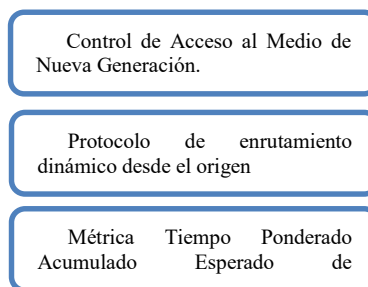 Control de Acceso al Medio de
Nueva Generación.
Protocolo de enrutamiento
dinámico desde el origen
Métrica Tiempo Ponderado
Acumulado Esperado de